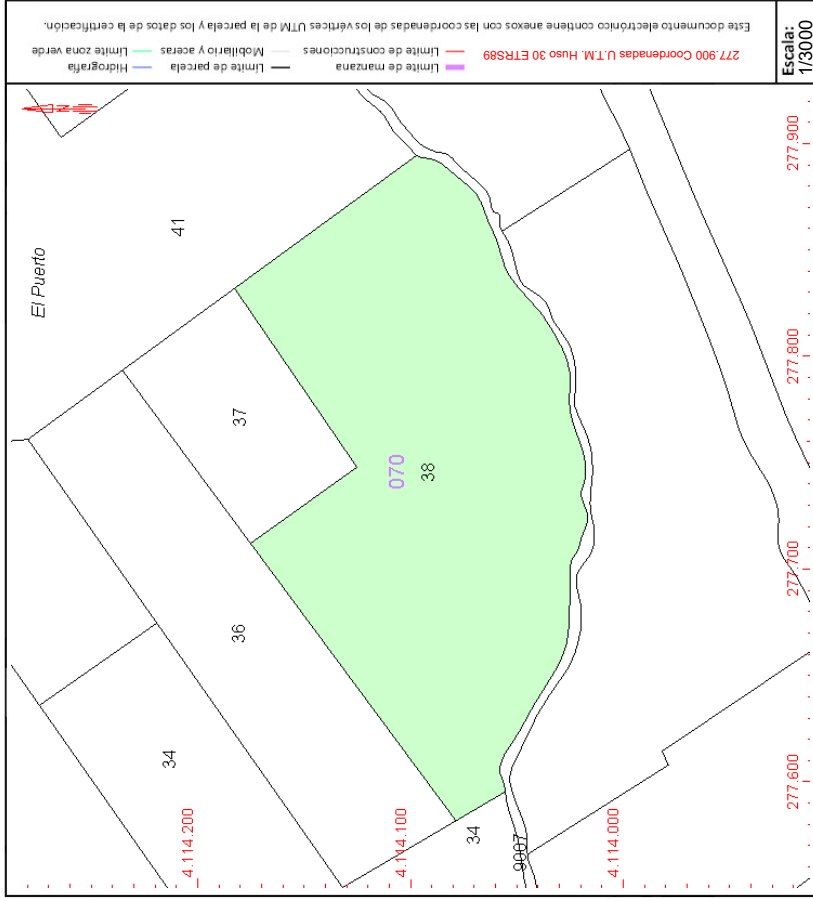 Este documento electrónico contiene anexos con las coordenadas de los vértices UTM de la parcela y los datos de la certificación.
277.900 Coordenadas U.T.M. Huso 30 ETRS89
Límite de manzana
Límite de construcciones
Límite de parcela
Mobiliario y aceras
Hidrografía
Límite zona verde
Escala:
1/3000
El Puerto
41
37
070
38
36
34
34
9007
4.114.200
4.114.100
4.114.000
277.600
277.700
277.800
277.900